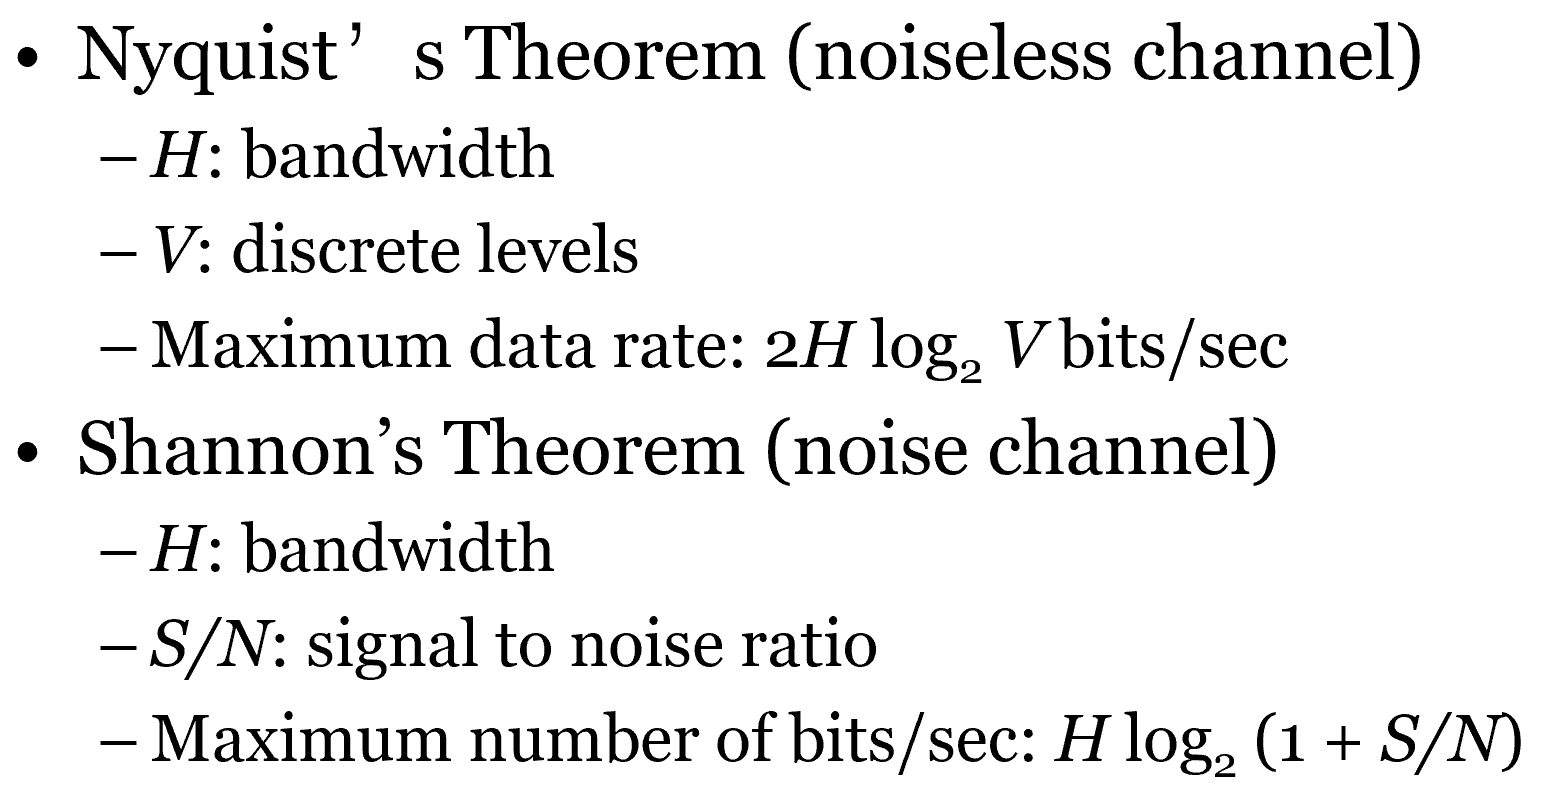 • Nyquist’ s Theorem (noiseless channel)
– H: bandwidth
– V: discrete levels
– Maximum data rate: 2H log₂ V bits/sec
• Shannon’s Theorem (noise channel)
– H: bandwidth
– S/N: signal to noise ratio
– Maximum number of bits/sec: H log₂ (1 + S/N)